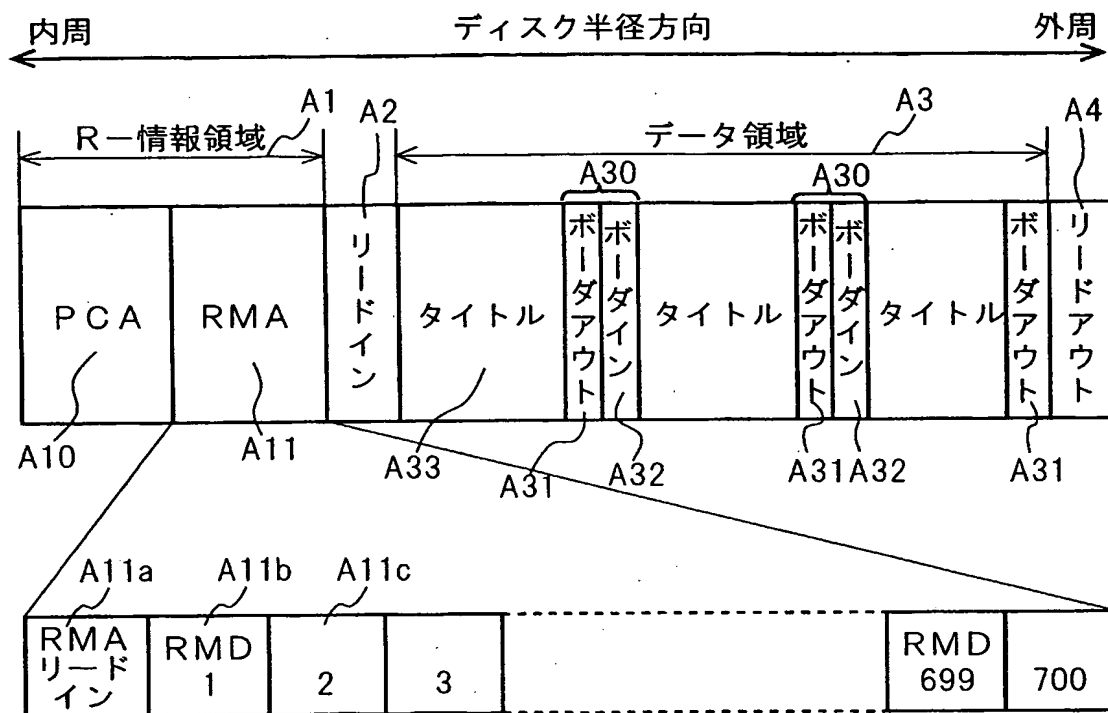 内周 ディスク半径方向 外周
A1 A2 A3 A4
R－情報領域 データ領域
A30 A30
PCA RMA リードイン タイトル ボーダアウト ボーダイン タイトル ボーダアウト ボーダイン タイトル ボーダアウト リードアウト
A10 A11 A33 A31 A32 A31 A32 A31
A11a A11b A11c
RMA
リード
イン
RMD
1
2
3
RMD
699
700